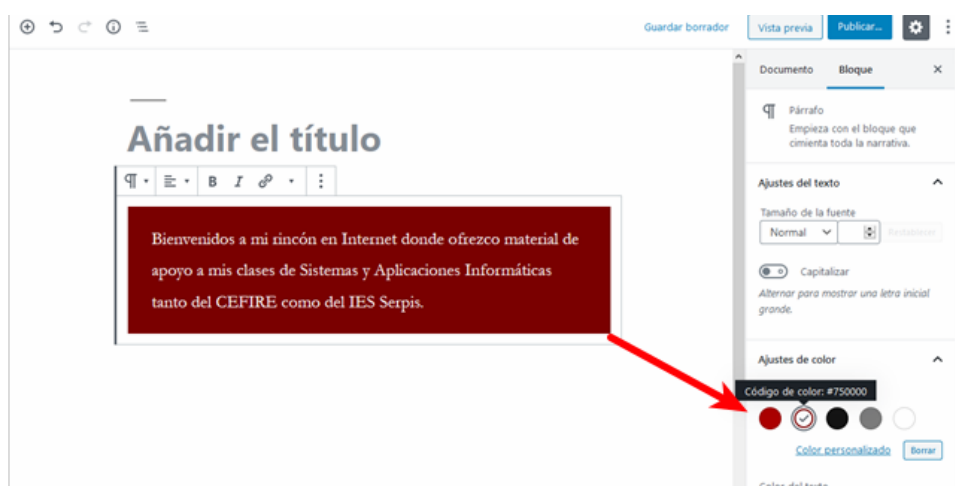 Guardar borrador
Vista previa
Publicar...
Documento
Bloque
Párrafo
Empieza con el bloque que
cimienta toda la narrativa.
Añadir el título
B I
Bienvenidos a mi rincón en Internet donde ofrezco material de
apoyo a mis clases de Sistemas y Aplicaciones Informáticas
tanto del CEFIRE como del IES Serpis.
Ajustes del texto
Tamaño de la fuente
Normal
Restablecer
Capitalizar
Alternar para mostrar una letra inicial
grande.
Ajustes de color
Código de color: #750000
Color personalizado
Borrar
Color del texto